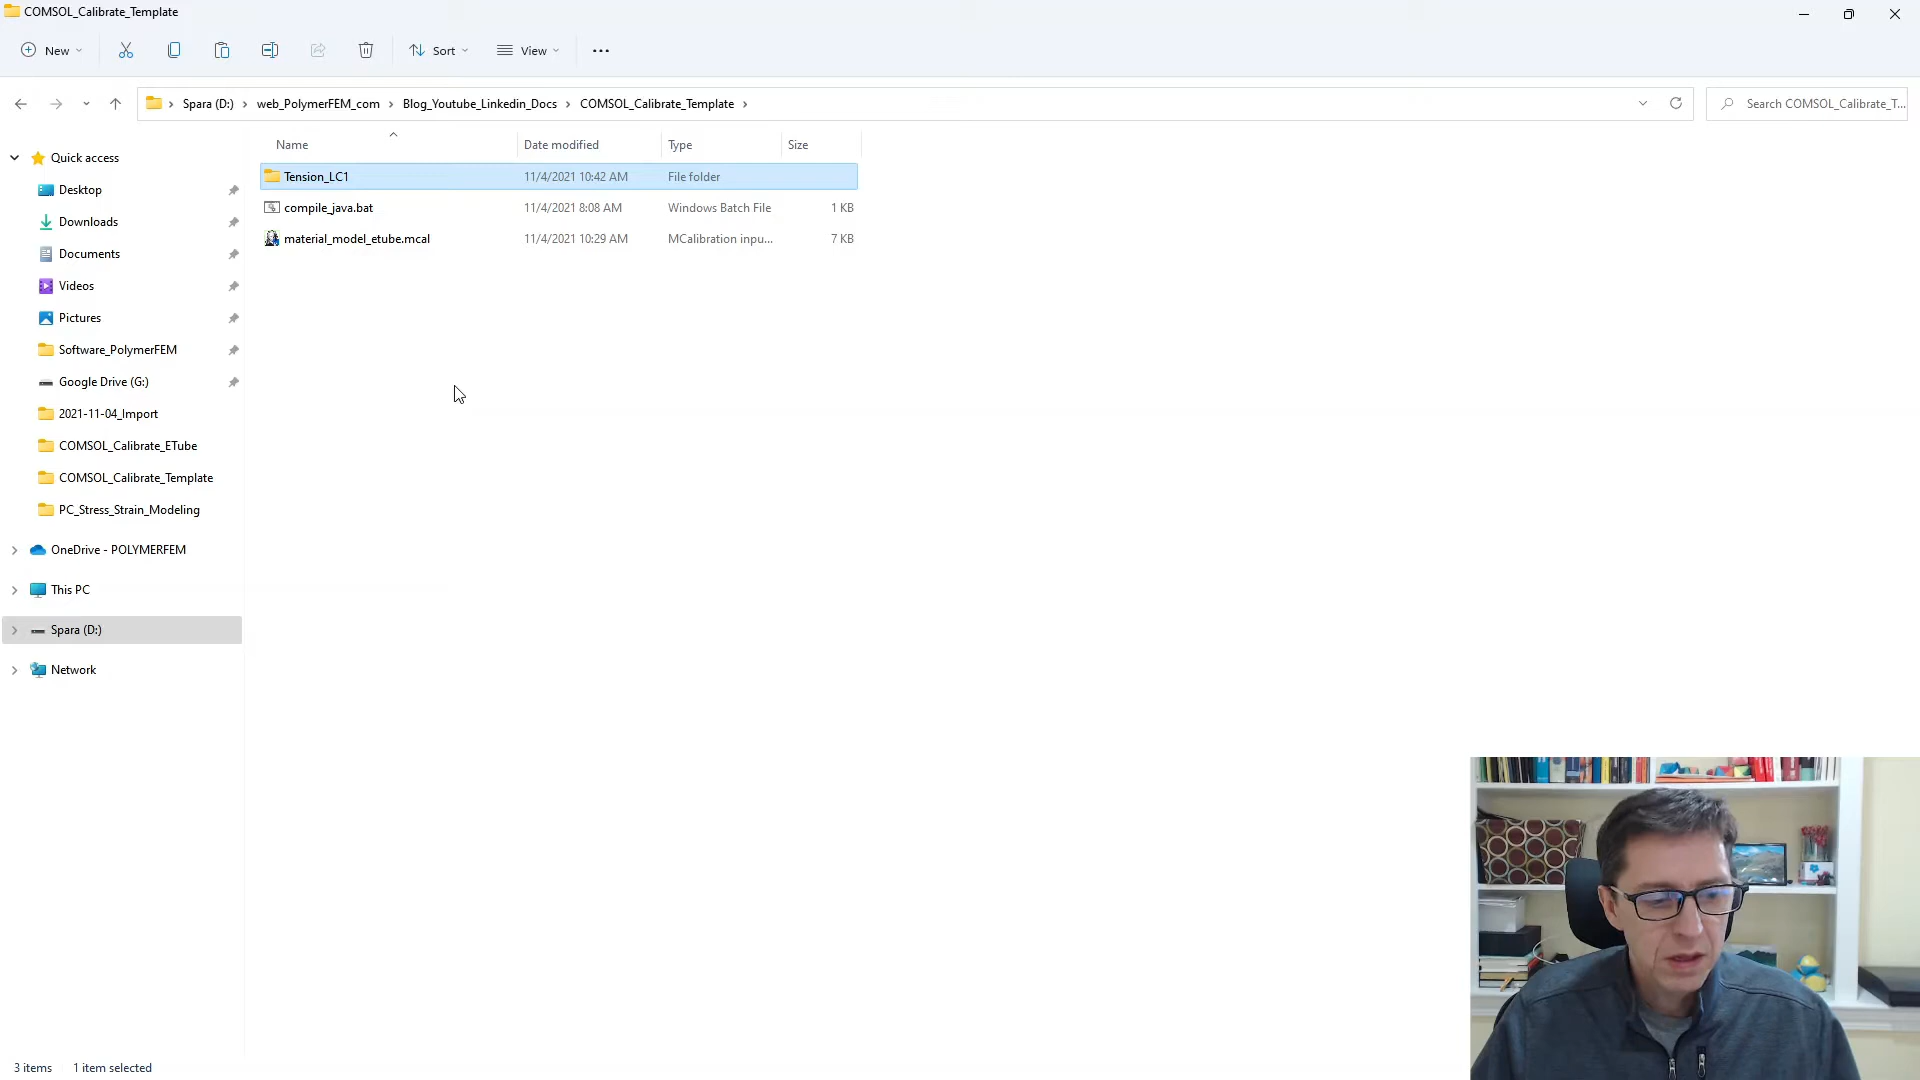 COMSOL_Calibrate_Template
New Sort View
Spara (D:) web_PolymerFEM_com Blog_Youtube_Linkedin_Docs COMSOL_Calibrate_Template Search COMSOL_Calibrate_T...
Name Date modified Type Size
Tension_LC1 11/4/2021 10:42 AM File folder
compile_java.bat 11/4/2021 8:08 AM Windows Batch File 1 KB
material_model_etube.mcal 11/4/2021 10:29 AM MCalibration inpu... 7 KB
Quick access
Desktop
Downloads
Documents
Videos
Pictures
Software_PolymerFEM
Google Drive (G:)
2021-11-04_Import
COMSOL_Calibrate_ETube
COMSOL_Calibrate_Template
PC_Stress_Strain_Modeling
OneDrive - POLYMERFEM
This PC
Spara (D:)
Network
3 items 1 item selected